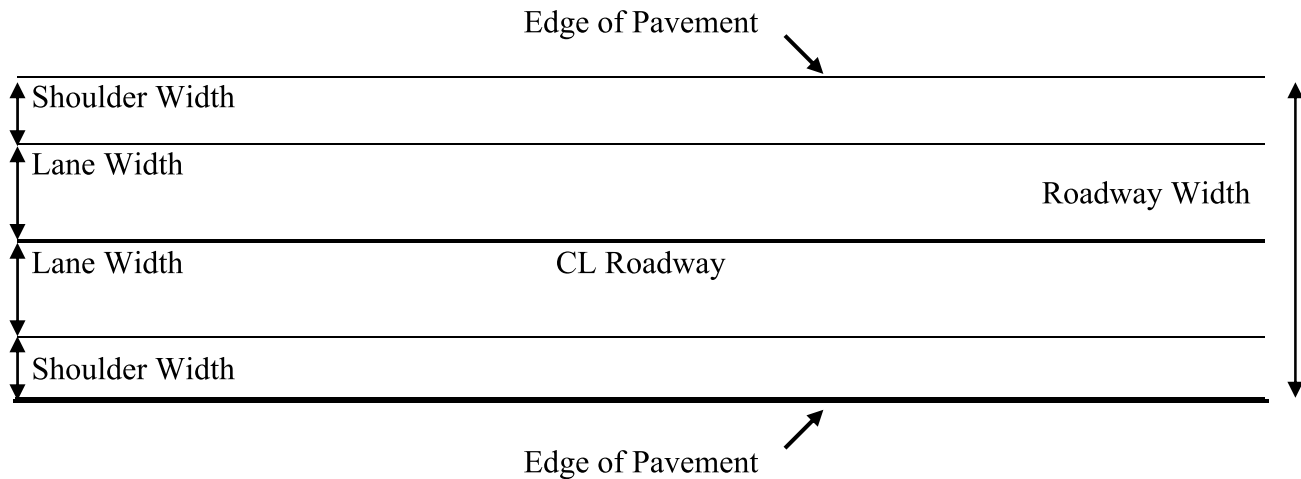 Edge of Pavement
Shoulder Width
Lane Width
Roadway Width
Lane Width
CL Roadway
Shoulder Width
Edge of Pavement